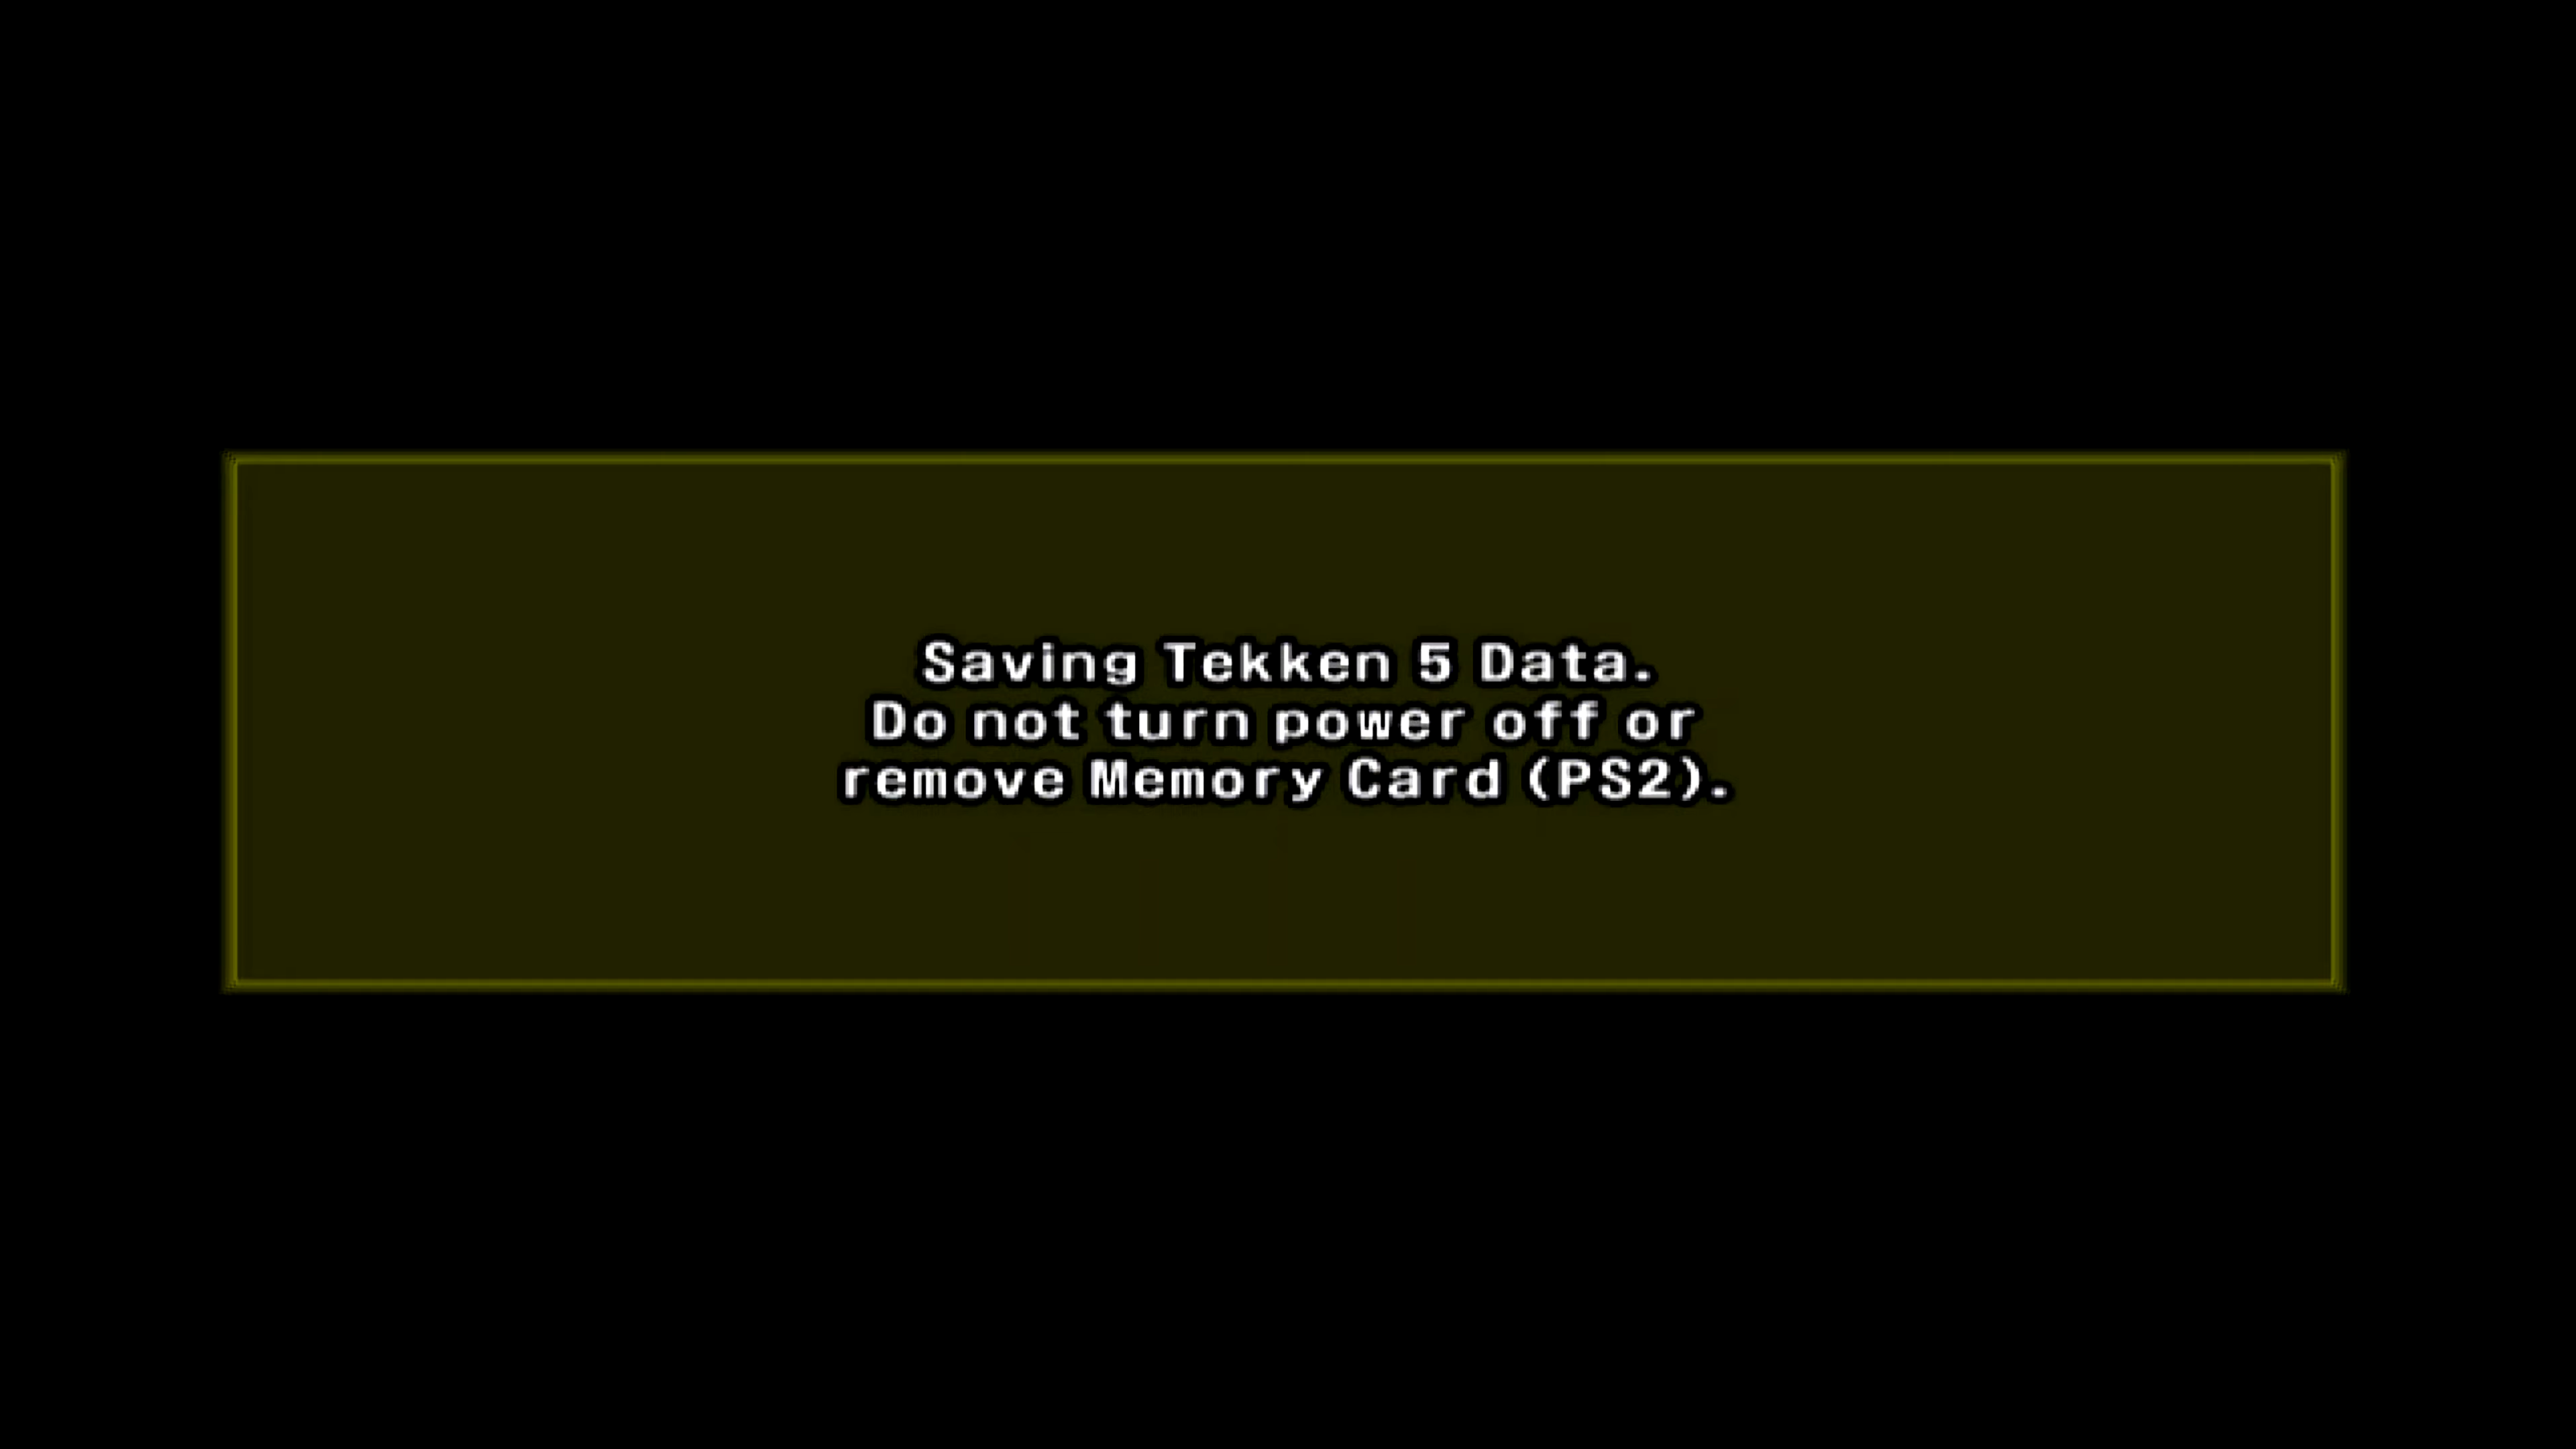 Saving Tekken 5 Data.
Do not turn power off or
remove Memory Card (PS2).